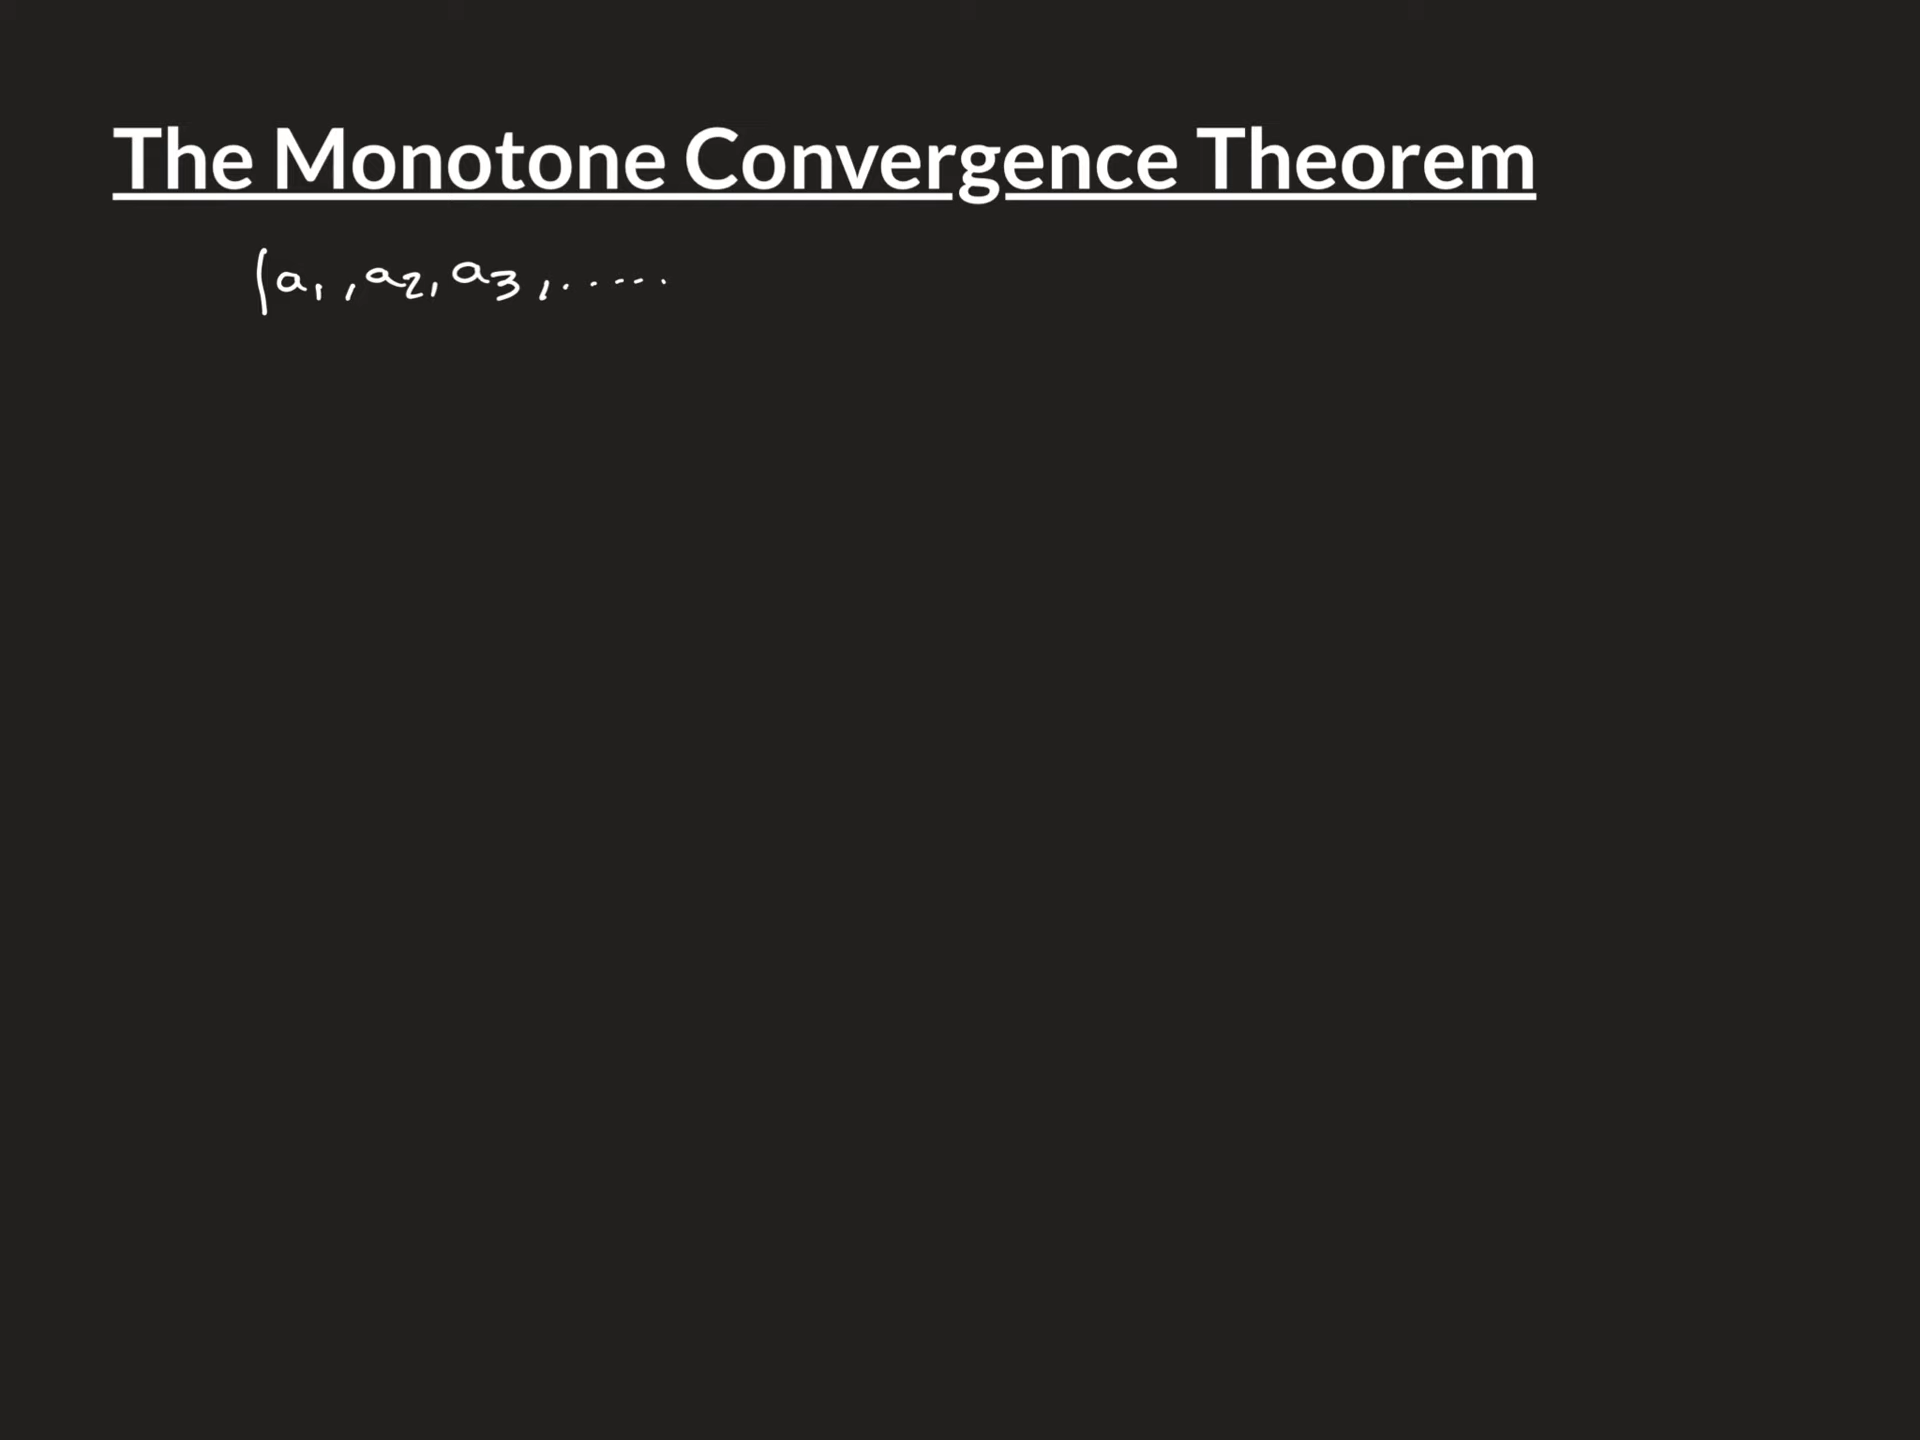 The Monotone Convergence Theorem
(a₁, a₂, a₃, .....